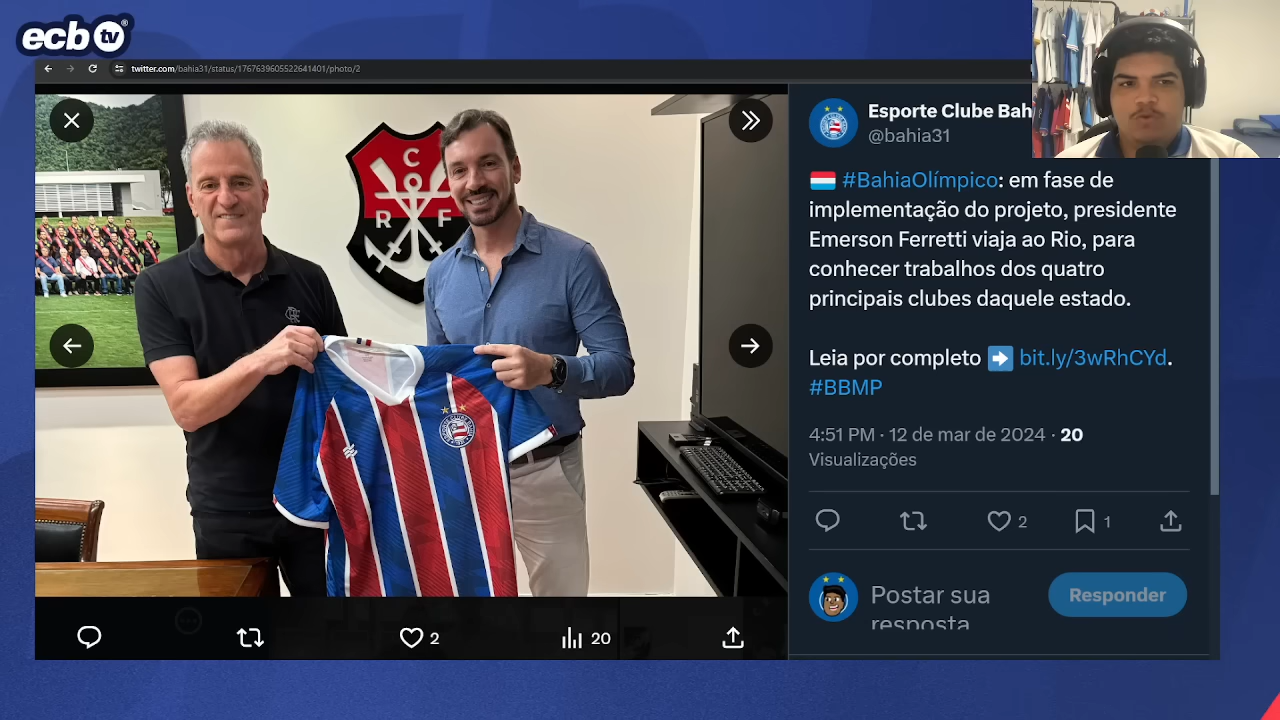 ecb tv®
twitter.com/bahia31/status/1767639605522641401/photo/2
C
R F
Esporte Clube Bah
@bahia31
#BahiaOlímpico: em fase de
implementação do projeto, presidente
Emerson Ferretti viaja ao Rio, para
conhecer trabalhos dos quatro
principais clubes daquele estado.
Leia por completo ➡ bit.ly/3wRhCYd.
#BBMP
4:51 PM · 12 de mar de 2024 · 20
Visualizações
2
1
Postar sua
resposta
Responder
2
20